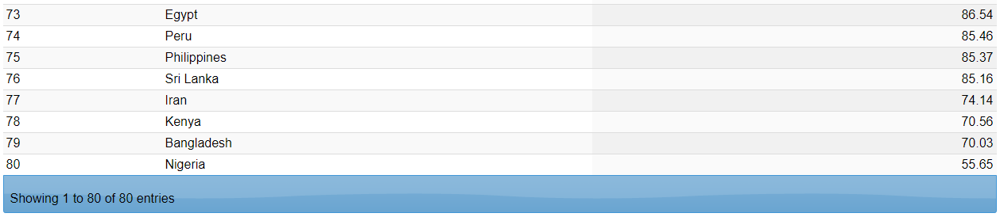 73 Egypt 86.54
74 Peru 85.46
75 Philippines 85.37
76 Sri Lanka 85.16
77 Iran 74.14
78 Kenya 70.56
79 Bangladesh 70.03
80 Nigeria 55.65
Showing 1 to 80 of 80 entries